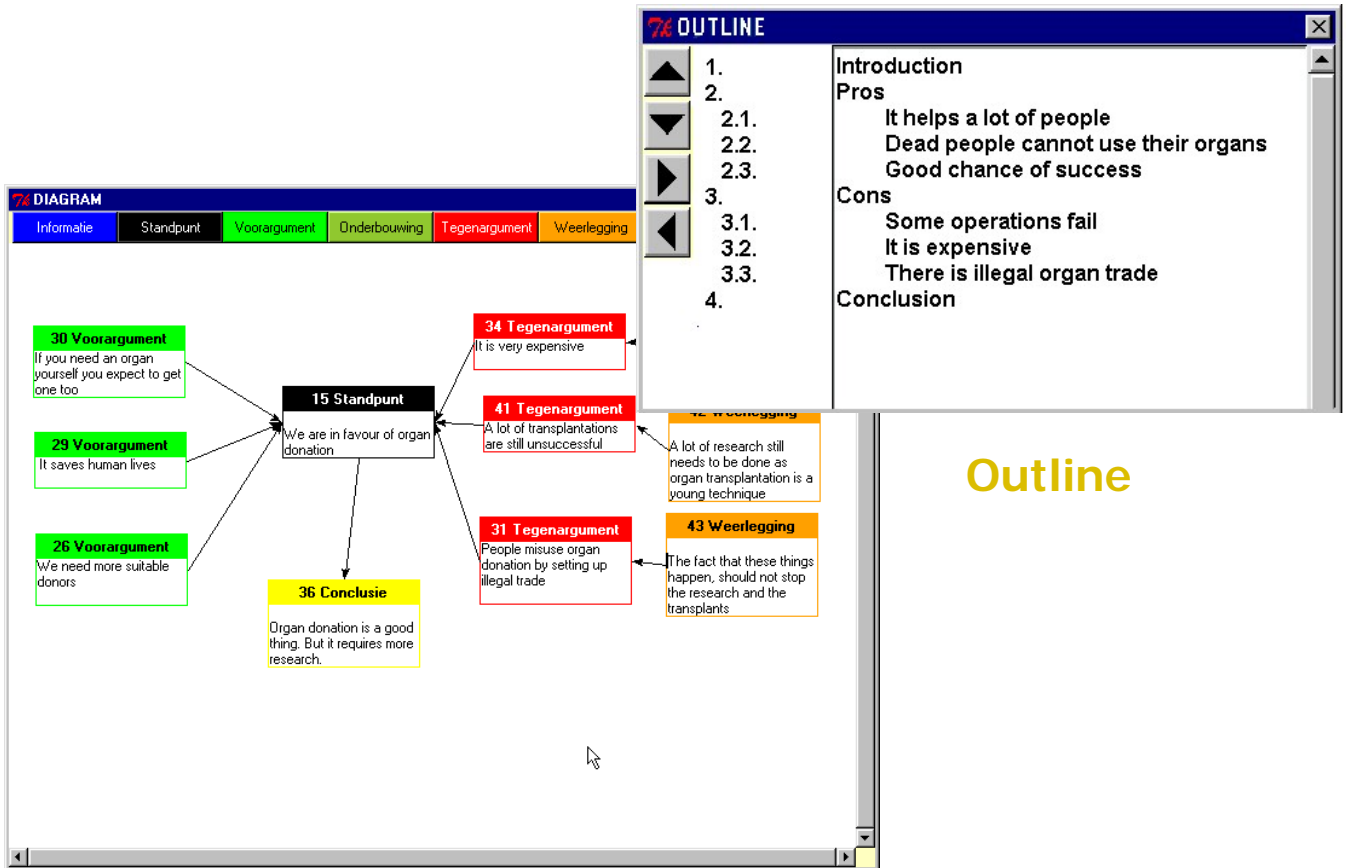 OUTLINE
1. Introduction
2. Pros
2.1. It helps a lot of people
2.2. Dead people cannot use their organs
2.3. Good chance of success
3. Cons
3.1. Some operations fail
3.2. It is expensive
3.3. There is illegal organ trade
4. Conclusion
DIAGRAM
Informatie Standpunt Voorargument Onderbouwing Tegenargument Weerlegging
30 Voorargument
If you need an organ
yourself you expect to get
one too
29 Voorargument
It saves human lives
26 Voorargument
We need more suitable
donors
15 Standpunt
We are in favour of organ
donation
36 Conclusie
Organ donation is a good
thing. But it requires more
research.
34 Tegenargument
It is very expensive
41 Tegenargument
A lot of transplantations
are still unsuccessful
31 Tegenargument
People misuse organ
donation by setting up
illegal trade
42 Weerlegging
A lot of research still
needs to be done as
organ transplantation is a
young technique
43 Weerlegging
The fact that these things
happen, should not stop
the research and the
transplants
Outline